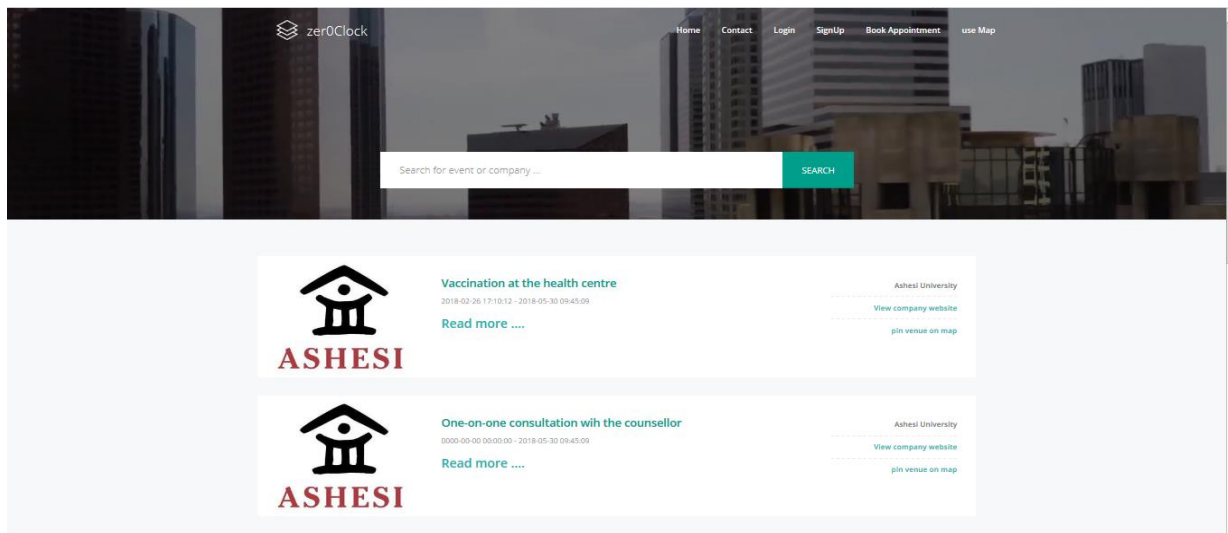 zer0Clock
Home Contact Login SignUp Book Appointment use Map
Search for event or company ...
SEARCH
ASHESI
Vaccination at the health centre
2018-02-26 17:10:12 - 2018-05-30 09:45:09
Read more ....
Ashesi University
View company website
pin venue on map
ASHESI
One-on-one consultation wih the counsellor
0000-00-00 00:00:00 - 2018-05-30 09:45:09
Read more ....
Ashesi University
View company website
pin venue on map